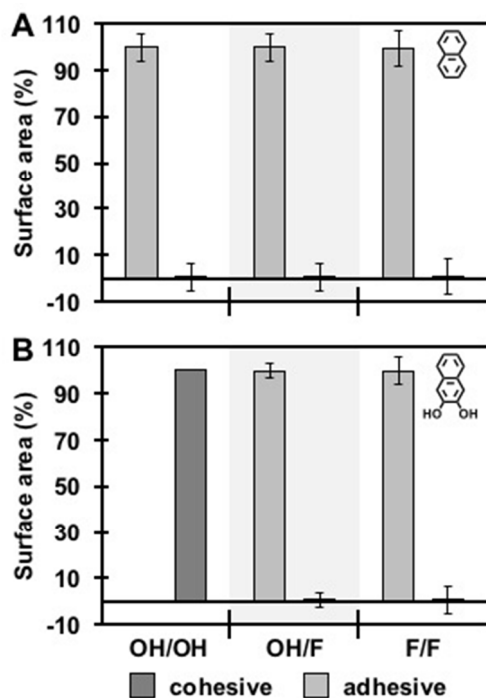 A
Surface area (%)
110
90
70
50
30
10
-10
B
Surface area (%)
110
90
70
50
30
10
-10
HO OH
OH/OH OH/F F/F
cohesive adhesive